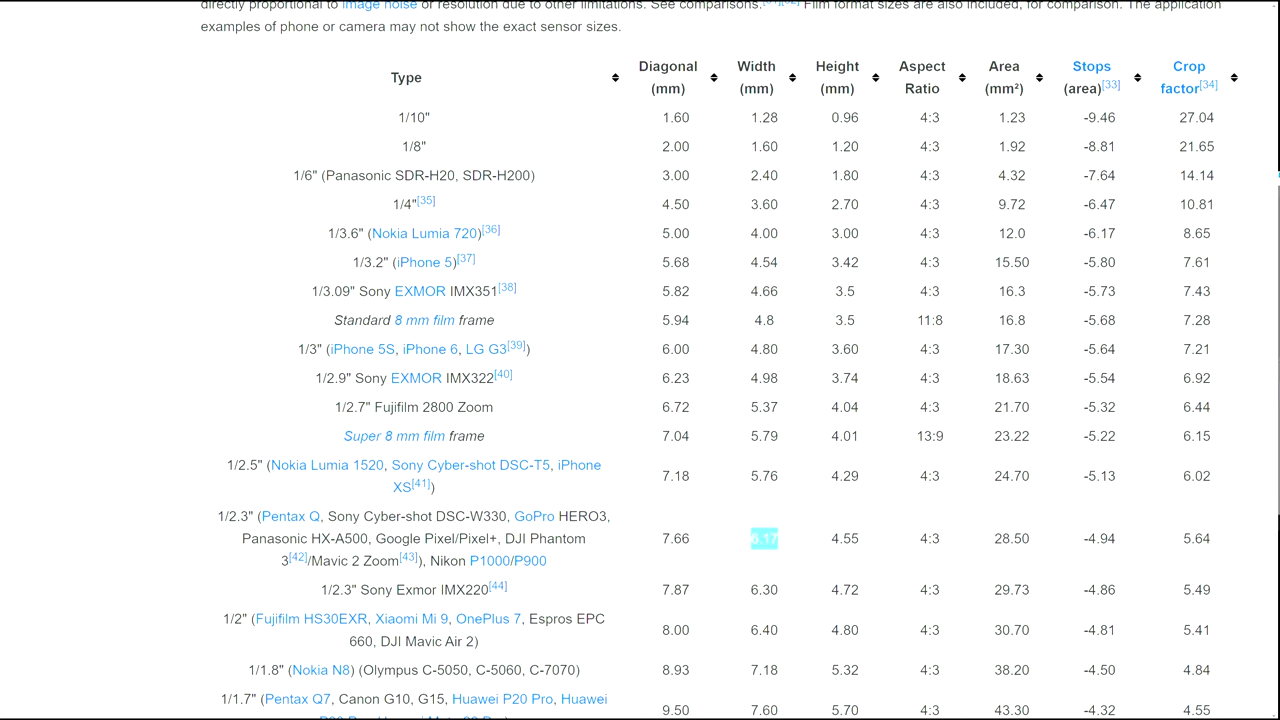 directly proportional to image noise or resolution due to other limitations. See comparisons.[31][32] Film format sizes are also included, for comparison. The application
examples of phone or camera may not show the exact sensor sizes.
Type Diagonal (mm) Width (mm) Height (mm) Aspect Ratio Area (mm²) Stops (area)[33] Crop factor[34]
1/10" 1.60 1.28 0.96 4:3 1.23 -9.46 27.04
1/8" 2.00 1.60 1.20 4:3 1.92 -8.81 21.65
1/6" (Panasonic SDR-H20, SDR-H200) 3.00 2.40 1.80 4:3 4.32 -7.64 14.14
1/4"[35] 4.50 3.60 2.70 4:3 9.72 -6.47 10.81
1/3.6" (Nokia Lumia 720)[36] 5.00 4.00 3.00 4:3 12.0 -6.17 8.65
1/3.2" (iPhone 5)[37] 5.68 4.54 3.42 4:3 15.50 -5.80 7.61
1/3.09" Sony EXMOR IMX351[38] 5.82 4.66 3.5 4:3 16.3 -5.73 7.43
Standard 8 mm film frame 5.94 4.8 3.5 11:8 16.8 -5.68 7.28
1/3" (iPhone 5S, iPhone 6, LG G3[39]) 6.00 4.80 3.60 4:3 17.30 -5.64 7.21
1/2.9" Sony EXMOR IMX322[40] 6.23 4.98 3.74 4:3 18.63 -5.54 6.92
1/2.7" Fujifilm 2800 Zoom 6.72 5.37 4.04 4:3 21.70 -5.32 6.44
Super 8 mm film frame 7.04 5.79 4.01 13:9 23.22 -5.22 6.15
1/2.5" (Nokia Lumia 1520, Sony Cyber-shot DSC-T5, iPhone
XS[41]) 7.18 5.76 4.29 4:3 24.70 -5.13 6.02
1/2.3" (Pentax Q, Sony Cyber-shot DSC-W330, GoPro HERO3,
Panasonic HX-A500, Google Pixel/Pixel+, DJI Phantom 7.66 6.17 4.55 4:3 28.50 -4.94 5.64
3[42]/Mavic 2 Zoom[43]), Nikon P1000/P900
1/2.3" Sony Exmor IMX220[44] 7.87 6.30 4.72 4:3 29.73 -4.86 5.49
1/2" (Fujifilm HS30EXR, Xiaomi Mi 9, OnePlus 7, Espros EPC
660, DJI Mavic Air 2) 8.00 6.40 4.80 4:3 30.70 -4.81 5.41
1/1.8" (Nokia N8) (Olympus C-5050, C-5060, C-7070) 8.93 7.18 5.32 4:3 38.20 -4.50 4.84
1/1.7" (Pentax Q7, Canon G10, G15, Huawei P20 Pro, Huawei 9.50 7.60 5.70 4:3 43.30 -4.32 4.55